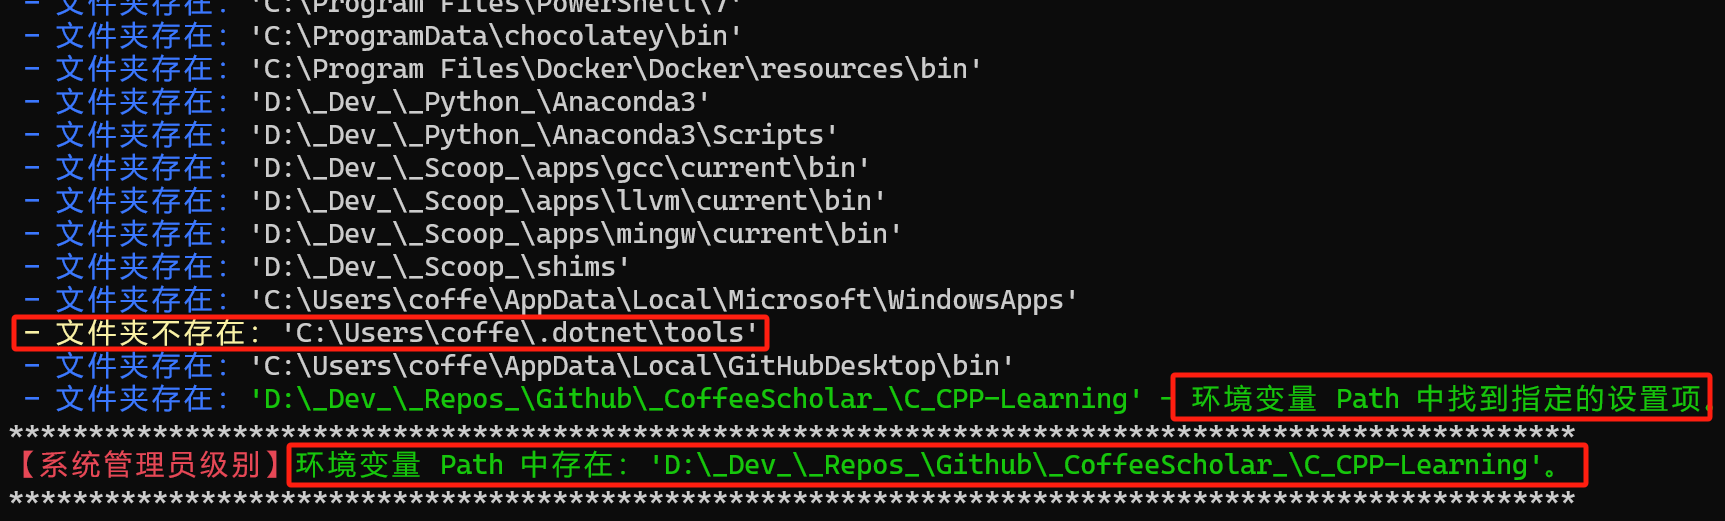 - 文件夹存在: 'C:\Program Files\PowerShell\7'
- 文件夹存在: 'C:\ProgramData\chocolatey\bin'
- 文件夹存在: 'C:\Program Files\Docker\Docker\resources\bin'
- 文件夹存在: 'D:\_Dev_\_Python_\Anaconda3'
- 文件夹存在: 'D:\_Dev_\_Python_\Anaconda3\Scripts'
- 文件夹存在: 'D:\_Dev_\_Scoop_\apps\gcc\current\bin'
- 文件夹存在: 'D:\_Dev_\_Scoop_\apps\llvm\current\bin'
- 文件夹存在: 'D:\_Dev_\_Scoop_\apps\mingw\current\bin'
- 文件夹存在: 'D:\_Dev_\_Scoop_\shims'
- 文件夹存在: 'C:\Users\coffe\AppData\Local\Microsoft\WindowsApps'
- 文件夹不存在: 'C:\Users\coffe\.dotnet\tools'
- 文件夹存在: 'C:\Users\coffe\AppData\Local\GitHubDesktop\bin'
- 文件夹存在: 'D:\_Dev_\_Repos_\Github\_CoffeeScholar_\C_CPP-Learning' - 环境变量 Path 中找到指定的设置项。
**************************************************************************************************
【系统管理员级别】环境变量 Path 中存在: 'D:\_Dev_\_Repos_\Github\_CoffeeScholar_\C_CPP-Learning'。
**************************************************************************************************